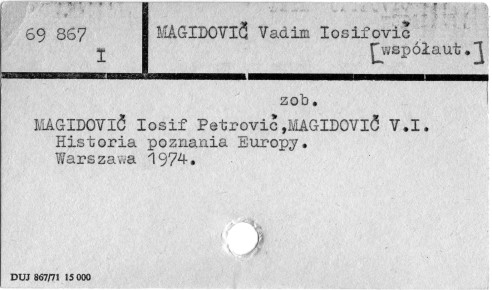 69 867
I
MAGIDOVIČ Vadim Iosifovič
[współaut.]
zob.
MAGIDOVIČ Iosif Petrovič,MAGIDOVIČ V.I.
Historia poznania Europy.
Warszawa 1974.
DUJ 867/71 15 000